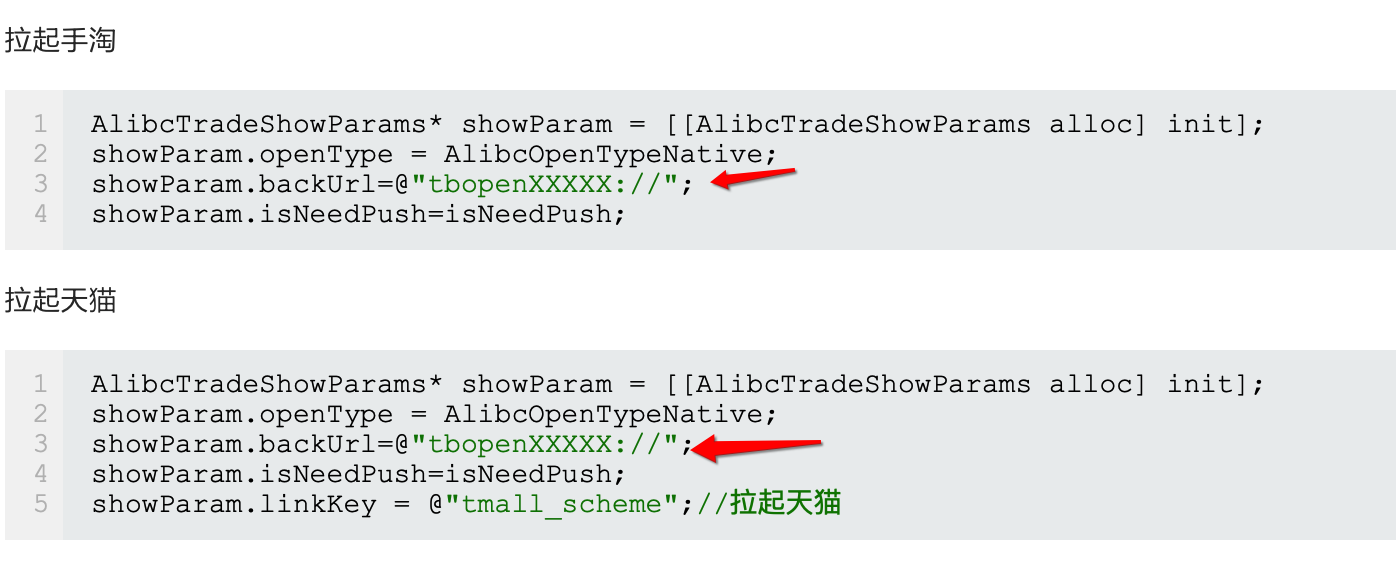 拉起手淘
1 AlibcTradeShowParams* showParam = [[AlibcTradeShowParams alloc] init];
2 showParam.openType = AlibcOpenTypeNative;
3 showParam.backUrl=@"tbopenXXXXX://";
4 showParam.isNeedPush=isNeedPush;
拉起天猫
1 AlibcTradeShowParams* showParam = [[AlibcTradeShowParams alloc] init];
2 showParam.openType = AlibcOpenTypeNative;
3 showParam.backUrl=@"tbopenXXXXX://";
4 showParam.isNeedPush=isNeedPush;
5 showParam.linkKey = @"tmall_scheme";//拉起天猫